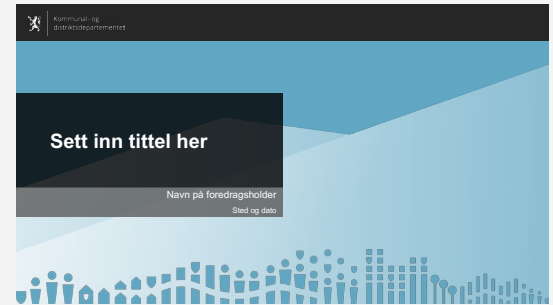 Kommunal- og
distriktsdepartementet
Sett inn tittel her
Navn på foredragsholder
Sted og dato